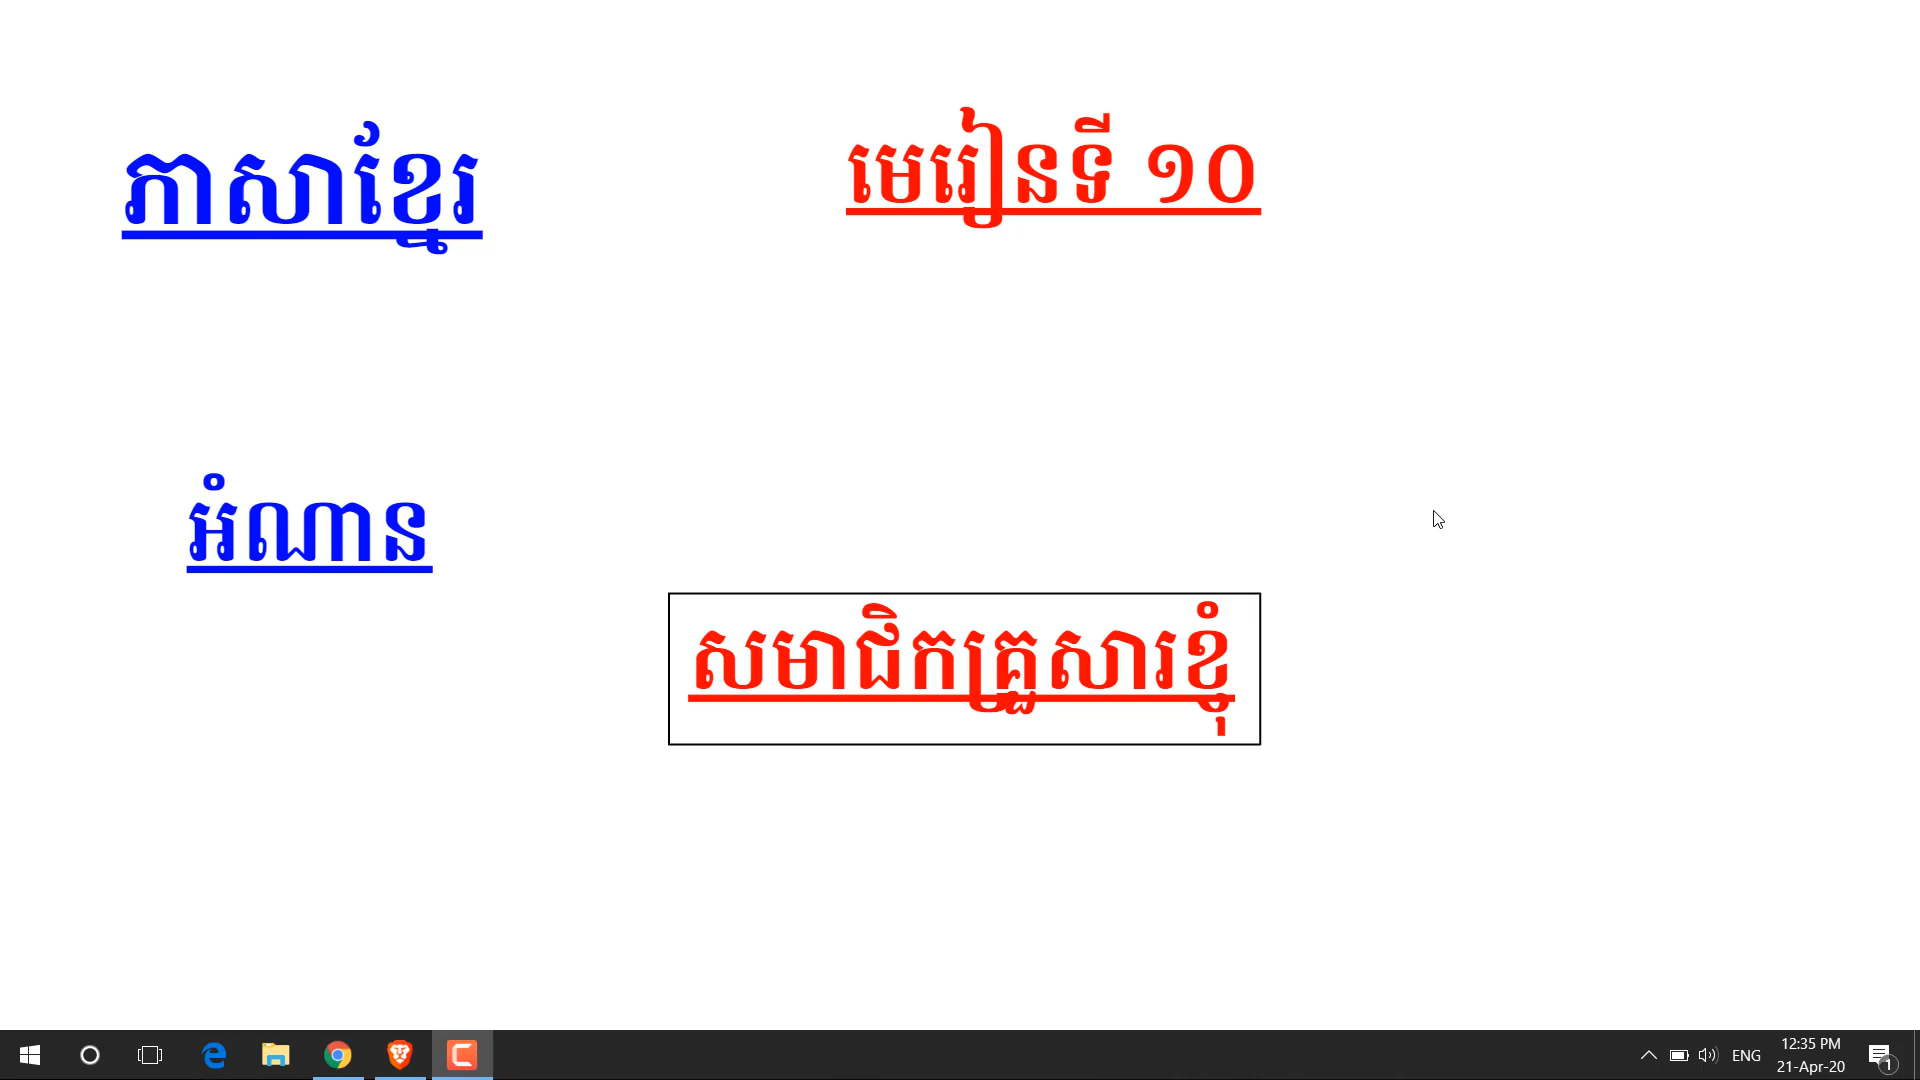 ភាសាខ្មែរ
មេរៀនទី ១០
អំណាន
សមាជិកគ្រួសារខ្ញុំ
ENG
12:35 PM
21-Apr-20
1